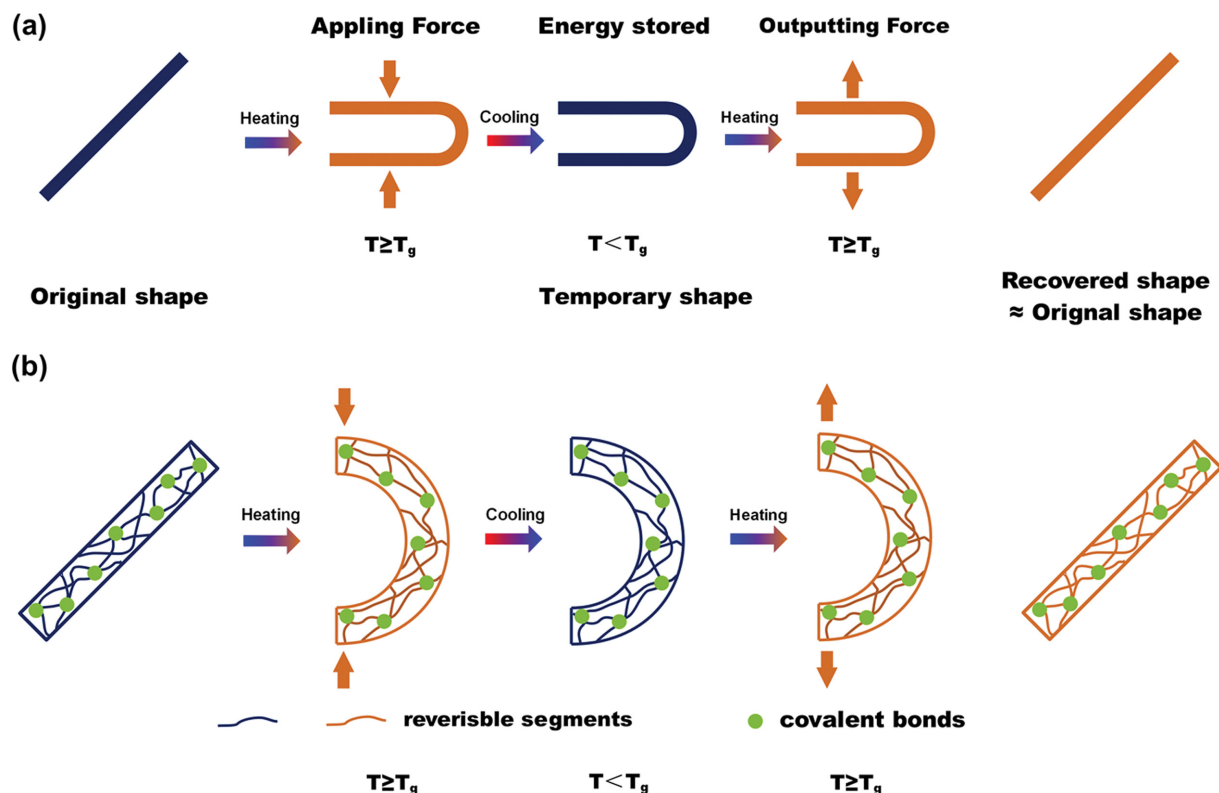 (a)
Appling Force
Energy stored
Outputting Force
Heating
Cooling
Heating
T≥Tg
T<Tg
T≥Tg
Original shape
Temporary shape
Recovered shape
≈ Orignal shape
(b)
Heating
Cooling
Heating
reverisble segments
covalent bonds
T≥Tg
T<Tg
T≥Tg